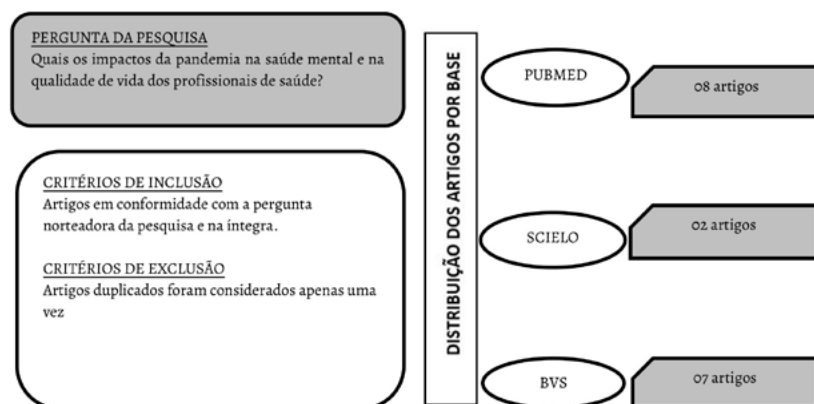 PERGUNTA DA PESQUISA
Quais os impactos da pandemia na saúde mental e na
qualidade de vida dos profissionais de saúde?
CRITÉRIOS DE INCLUSÃO
Artigos em conformidade com a pergunta
norteadora da pesquisa e na íntegra.
CRITÉRIOS DE EXCLUSÃO
Artigos duplicados foram considerados apenas uma
vez
DISTRIBUIÇÃO DOS ARTIGOS POR BASE
PUBMED
08 artigos
SCIELO
02 artigos
BVS
07 artigos